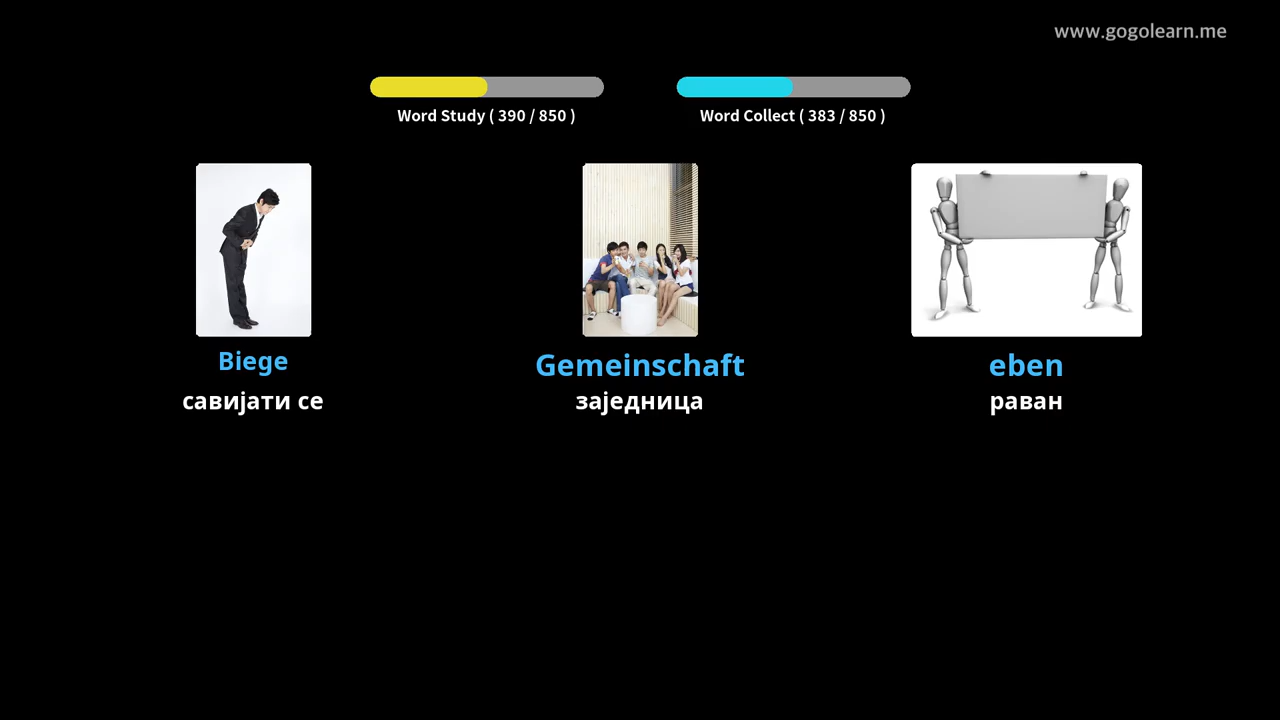 www.gogolearn.me
Word Study ( 390 / 850 )
Word Collect ( 383 / 850 )
Biege
савијати се
Gemeinschaft
заједница
eben
раван